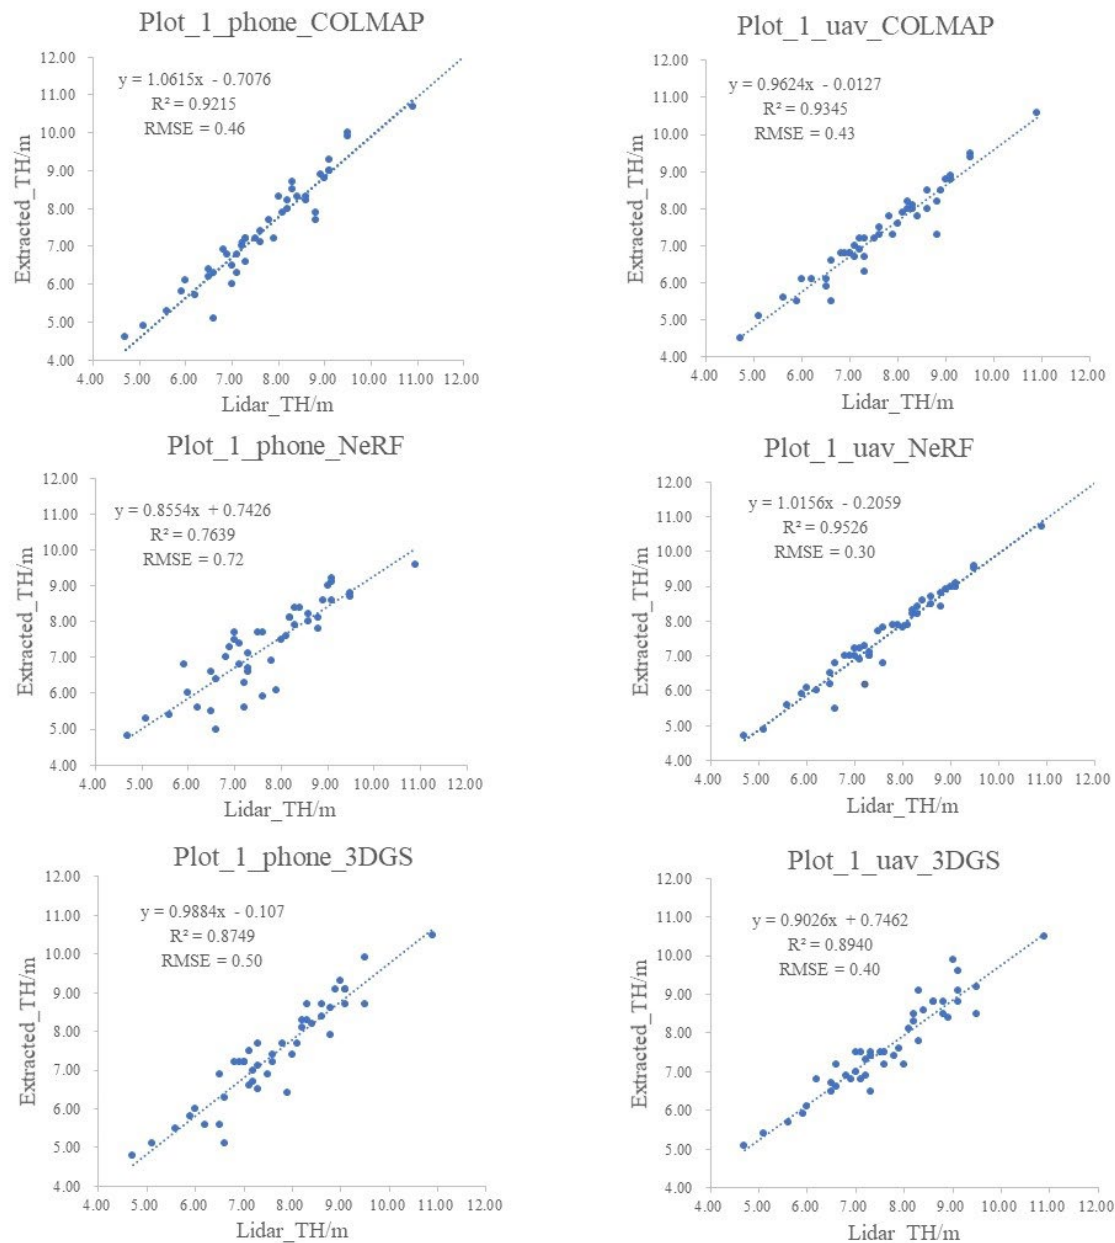 Plot_1_phone_COLMAP
12.00
11.00
10.00
9.00
8.00
7.00
6.00
5.00
4.00
y = 1.0615x - 0.7076
R² = 0.9215
RMSE = 0.46
Extracted_TH/m
4.00 5.00 6.00 7.00 8.00 9.00 10.00 11.00 12.00
Lidar_TH/m
Plot_1_uav_COLMAP
12.00
11.00
10.00
9.00
8.00
7.00
6.00
5.00
4.00
y = 0.9624x - 0.0127
R² = 0.9345
RMSE = 0.43
Extracted_TH/m
4.00 5.00 6.00 7.00 8.00 9.00 10.00 11.00 12.00
Lidar_TH/m
Plot_1_phone_NeRF
12.00
11.00
10.00
9.00
8.00
7.00
6.00
5.00
4.00
y = 0.8554x + 0.7426
R² = 0.7639
RMSE = 0.72
Extracted_TH/m
4.00 5.00 6.00 7.00 8.00 9.00 10.00 11.00 12.00
Lidar_TH/m
Plot_1_uav_NeRF
12.00
11.00
10.00
9.00
8.00
7.00
6.00
5.00
4.00
y = 1.0156x - 0.2059
R² = 0.9526
RMSE = 0.30
Extracted_TH/m
4.00 5.00 6.00 7.00 8.00 9.00 10.00 11.00 12.00
Lidar_TH/m
Plot_1_phone_3DGS
12.00
11.00
10.00
9.00
8.00
7.00
6.00
5.00
4.00
y = 0.9884x - 0.107
R² = 0.8749
RMSE = 0.50
Extracted_TH/m
4.00 5.00 6.00 7.00 8.00 9.00 10.00 11.00 12.00
Lidar_TH/m
Plot_1_uav_3DGS
12.00
11.00
10.00
9.00
8.00
7.00
6.00
5.00
4.00
y = 0.9026x + 0.7462
R² = 0.8940
RMSE = 0.40
Extracted_TH/m
4.00 5.00 6.00 7.00 8.00 9.00 10.00 11.00 12.00
Lidar_TH/m